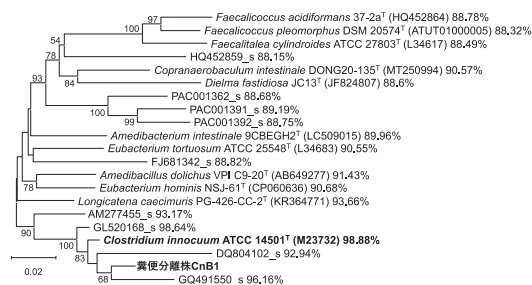 Faecalicoccus acidiformans 37-2aᵀ (HQ452864) 88.78%
97
Faecalicoccus pleomorphus DSM 20574ᵀ (ATUT01000005) 88.32%
100
54
Faecalitalea cylindroides ATCC 27803ᵀ (L34617) 88.49%
78
HQ452859_s 88.15%
Copranaerobaculum intestinale DONG20-135ᵀ (MT250994) 90.57%
93
84
Dielma fastidiosa JC13ᵀ (JF824807) 88.6%
PAC001362_s 88.68%
100
PAC001391_s 89.19%
99
PAC001392_s 88.75%
Amedibacterium intestinale 9CBEGH2ᵀ (LC509015) 89.96%
Eubacterium tortuosum ATCC 25548ᵀ (L34683) 90.55%
FJ681342_s 88.82%
Amedibacillus dolichus VPI C9-20ᵀ (AB649277) 91.43%
78
Eubacterium hominis NSJ-61ᵀ (CP060636) 90.68%
Longicatena caecimuris PG-426-CC-2ᵀ (KR364771) 93.66%
AM277455_s 93.17%
90
GL520168_s 98.64%
100
Clostridium innocuum ATCC 14501ᵀ (M23732) 98.88%
83
DQ804102_s 92.94%
糞便分離株CnB1
68
GQ491550_s 96.16%
0.02